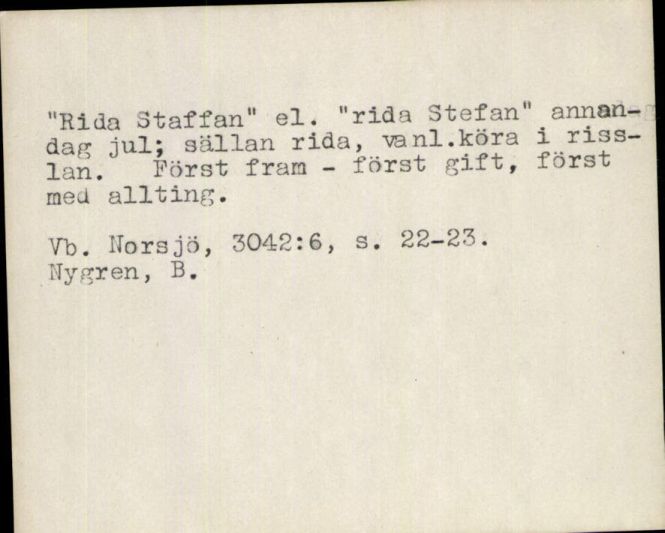 "Rida Staffan" el. "rida Stefan" annan-
dag jul; sällan rida, vanl.köra i riss-
lan. Först fram - först gift, först
med allting.
Vb. Norsjö, 3042:6, s. 22-23.
Nygren, B.